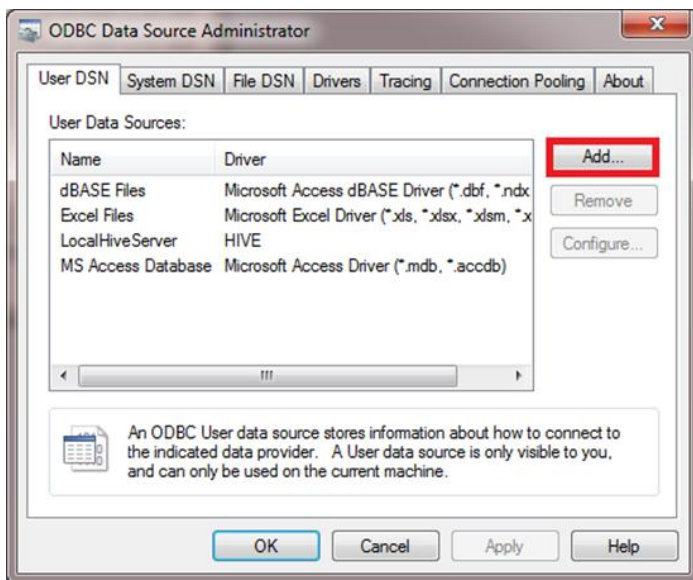 ODBC Data Source Administrator
User DSN System DSN File DSN Drivers Tracing Connection Pooling About
User Data Sources:
Name Driver
dBASE Files Microsoft Access dBASE Driver (*.dbf, *.ndx
Excel Files Microsoft Excel Driver (*.xls, *.xlsx, *.xlsm, *.x
LocalHiveServer HIVE
MS Access Database Microsoft Access Driver (*.mdb, *.accdb)
Add...
Remove
Configure...
An ODBC User data source stores information about how to connect to
the indicated data provider. A User data source is only visible to you,
and can only be used on the current machine.
OK Cancel Apply Help